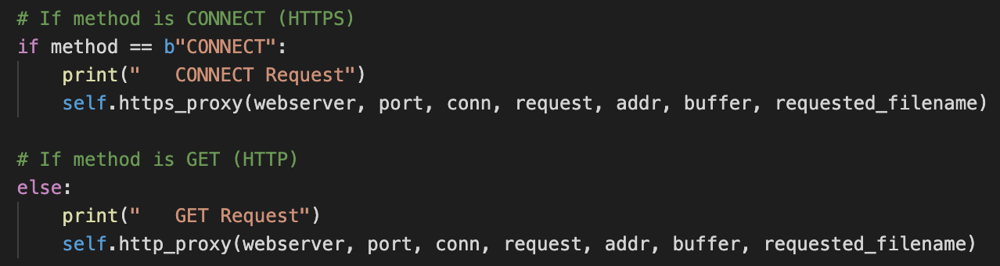 # If method is CONNECT (HTTPS)
if method == b"CONNECT":
    print("   CONNECT Request")
    self.https_proxy(webserver, port, conn, request, addr, buffer, requested_filename)

# If method is GET (HTTP)
else:
    print("   GET Request")
    self.http_proxy(webserver, port, conn, request, addr, buffer, requested_filename)